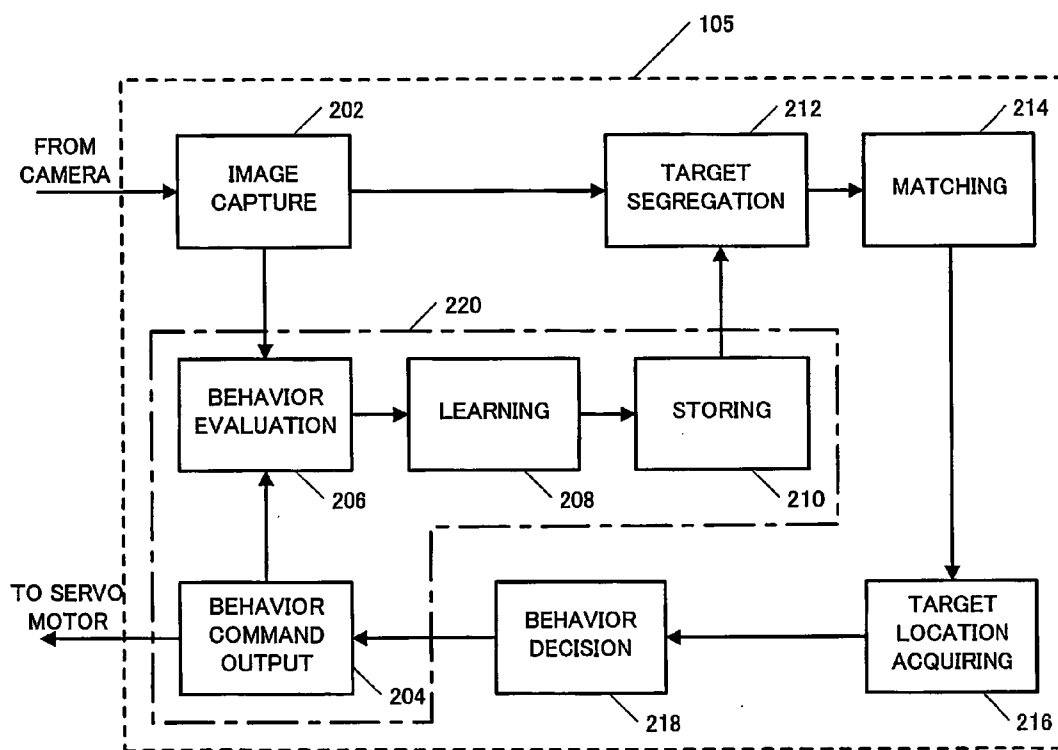 105
202
212
214
FROM
CAMERA
IMAGE
CAPTURE
TARGET
SEGREGATION
MATCHING
220
BEHAVIOR
EVALUATION
LEARNING
STORING
206
208
210
TO SERVO
MOTOR
BEHAVIOR
COMMAND
OUTPUT
BEHAVIOR
DECISION
TARGET
LOCATION
ACQUIRING
204
218
216